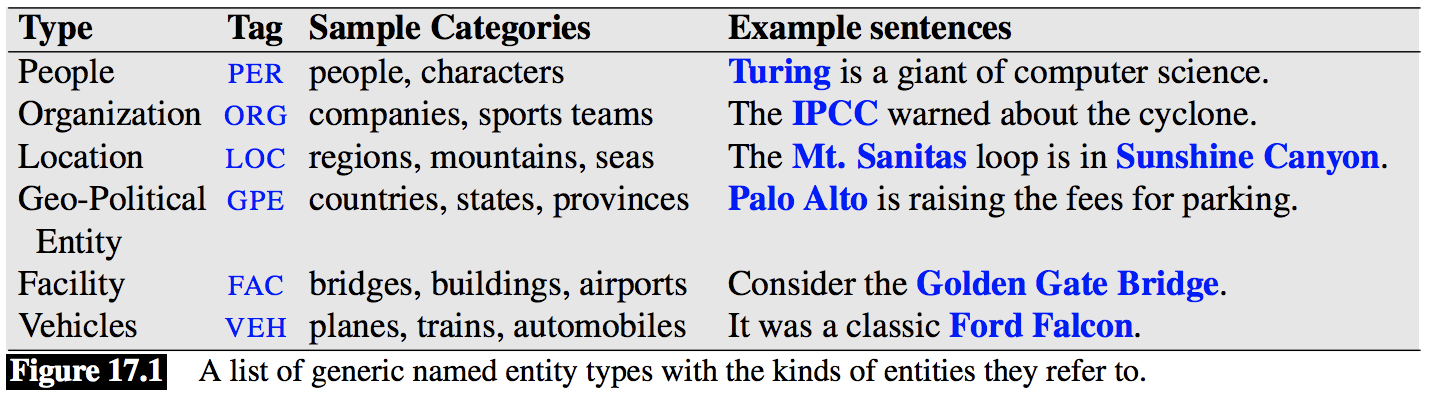 Type Tag Sample Categories Example sentences
People PER people, characters Turing is a giant of computer science.
Organization ORG companies, sports teams The IPCC warned about the cyclone.
Location LOC regions, mountains, seas The Mt. Sanitas loop is in Sunshine Canyon.
Geo-Political GPE countries, states, provinces Palo Alto is raising the fees for parking.
Entity
Facility FAC bridges, buildings, airports Consider the Golden Gate Bridge.
Vehicles VEH planes, trains, automobiles It was a classic Ford Falcon.
Figure 17.1 A list of generic named entity types with the kinds of entities they refer to.